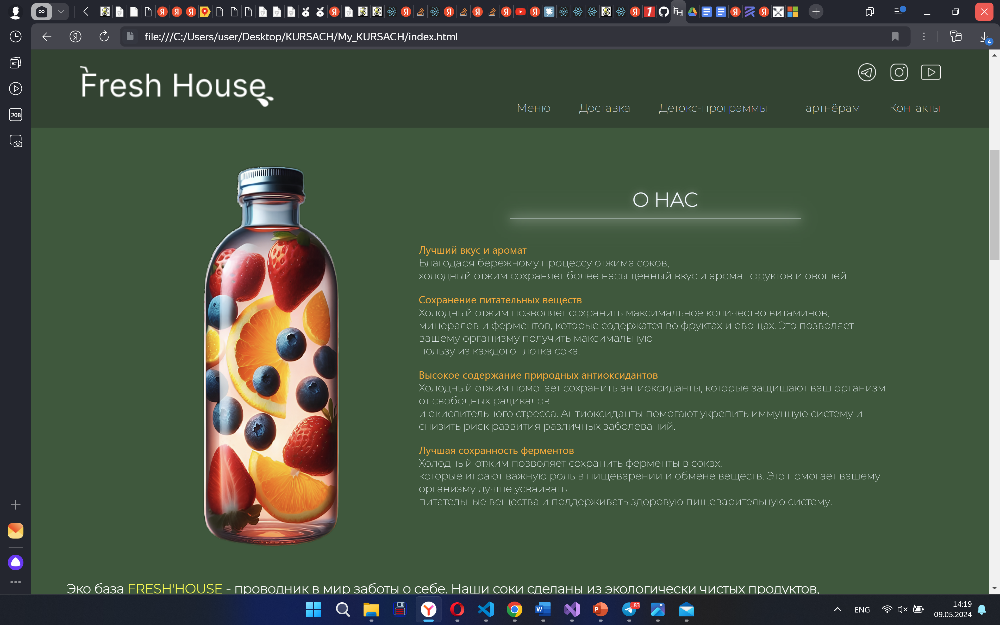 file:///C:/Users/user/Desktop/KURSACH/My_KURSACH/index.html
4
208
Fresh House
Меню Доставка Детокс-программы Партнёрам Контакты
О НАС
Лучший вкус и аромат
Благодаря бережному процессу отжима соков,
холодный отжим сохраняет более насыщенный вкус и аромат фруктов и овощей.
Сохранение питательных веществ
Холодный отжим позволяет сохранить максимальное количество витаминов,
минералов и ферментов, которые содержатся во фруктах и овощах. Это позволяет
вашему организму получить максимальную
пользу из каждого глотка сока.
Высокое содержание природных антиоксидантов
Холодный отжим помогает сохранить антиоксиданты, которые защищают ваш организм
от свободных радикалов
и окислительного стресса. Антиоксиданты помогают укрепить иммунную систему и
снизить риск развития различных заболеваний.
Лучшая сохранность ферментов
Холодный отжим позволяет сохранить ферменты в соках,
которые играют важную роль в пищеварении и обмене веществ. Это помогает вашему
организму лучше усваивать
питательные вещества и поддерживать здоровую пищеварительную систему.
Эко база FRESH'HOUSE - проводник в мир заботы о себе. Наши соки сделаны из экологически чистых продуктов,
..83
ENG
14:19
09.05.2024